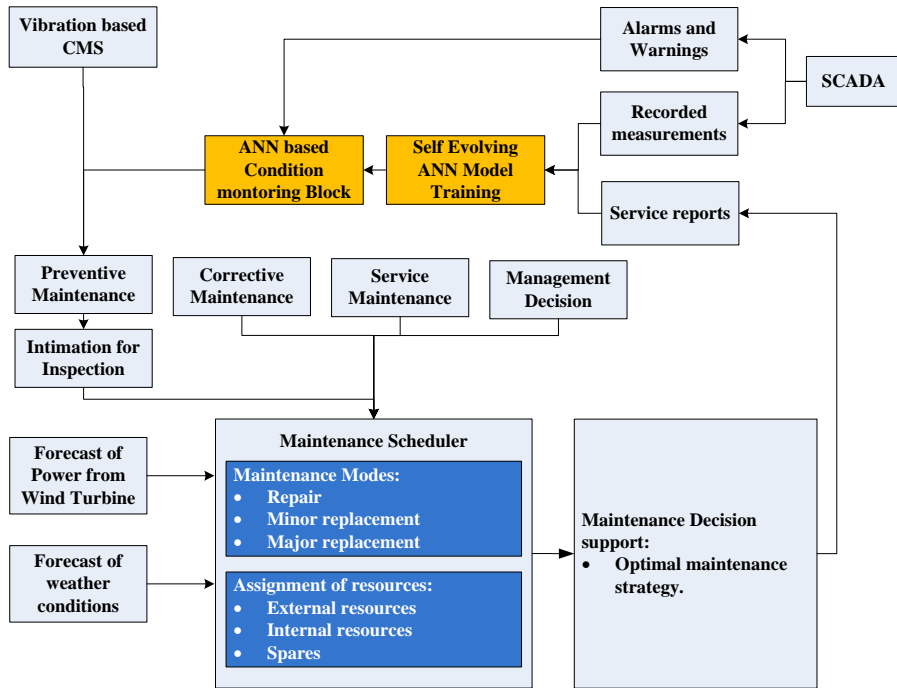 Vibration based
CMS
Alarms and
Warnings
SCADA
Recorded
measurements
ANN based
Condition
montoring Block
Self Evolving
ANN Model
Training
Service reports
Preventive
Maintenance
Corrective
Maintenance
Service
Maintenance
Management
Decision
Intimation for
Inspection
Maintenance Scheduler
Forecast of
Power from
Wind Turbine
Maintenance Modes:
• Repair
• Minor replacement
• Major replacement
Maintenance Decision
support:
• Optimal maintenance
strategy.
Forecast of
weather
conditions
Assignment of resources:
• External resources
• Internal resources
• Spares